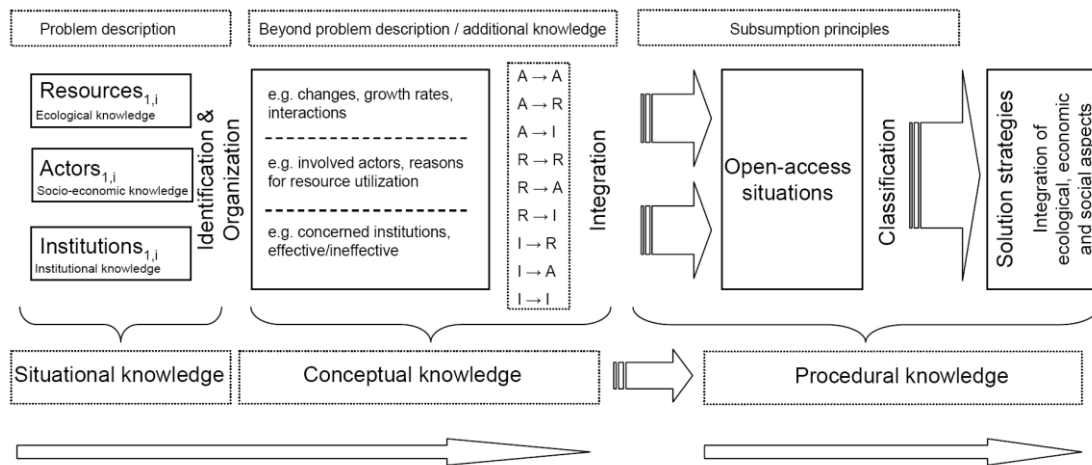 Problem description
Beyond problem description / additional knowledge
Subsumption principles
Resources1,i
Ecological knowledge
Actors1,i
Socio-economic knowledge
Institutions1,i
Institutional knowledge
Identification &
Organization
e.g. changes, growth rates,
interactions
e.g. involved actors, reasons
for resource utilization
e.g. concerned institutions,
effective/ineffective
A → A
A → R
A → I
R → R
R → A
R → I
I → R
I → A
I → I
Integration
Open-access
situations
Classification
Solution strategies
Integration of
ecological, economic
and social aspects
Situational knowledge
Conceptual knowledge
Procedural knowledge